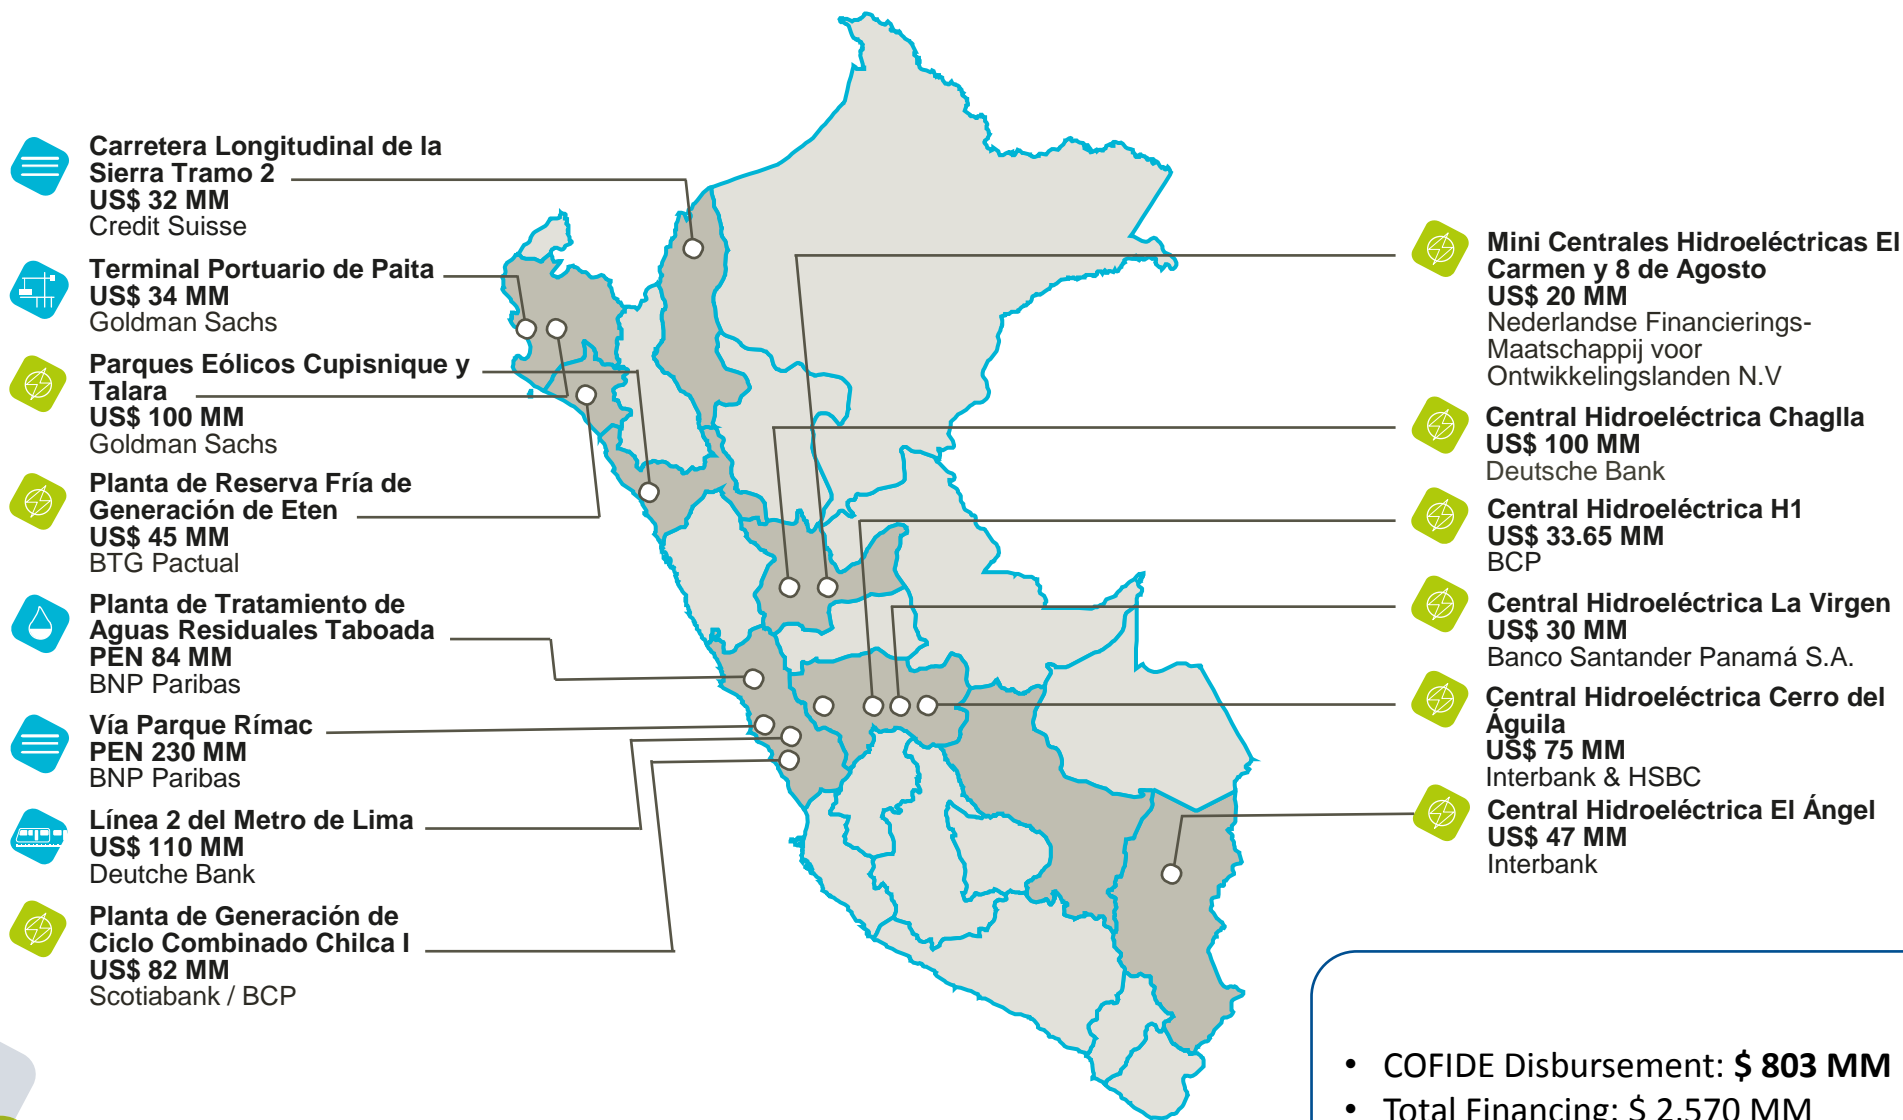 Carretera Longitudinal de la
Sierra Tramo 2
US$ 32 MM
Credit Suisse
Terminal Portuario de Paita
US$ 34 MM
Goldman Sachs
Parques Eólicos Cupisnique y
Talara
US$ 100 MM
Goldman Sachs
Planta de Reserva Fría de
Generación de Eten
US$ 45 MM
BTG Pactual
Planta de Tratamiento de
Aguas Residuales Taboada
PEN 84 MM
BNP Paribas
Vía Parque Rímac
PEN 230 MM
BNP Paribas
Línea 2 del Metro de Lima
US$ 110 MM
Deutche Bank
Planta de Generación de
Ciclo Combinado Chilca I
US$ 82 MM
Scotiabank / BCP
Mini Centrales Hidroeléctricas El
Carmen y 8 de Agosto
US$ 20 MM
Nederlandse Financierings-
Maatschappij voor
Ontwikkelingslanden N.V
Central Hidroeléctrica Chaglla
US$ 100 MM
Deutsche Bank
Central Hidroeléctrica H1
US$ 33.65 MM
BCP
Central Hidroeléctrica La Virgen
US$ 30 MM
Banco Santander Panamá S.A.
Central Hidroeléctrica Cerro del
Águila
US$ 75 MM
Interbank & HSBC
Central Hidroeléctrica El Ángel
US$ 47 MM
Interbank
• COFIDE Disbursement: $ 803 MM
• Total Financing: $ 2,570 MM